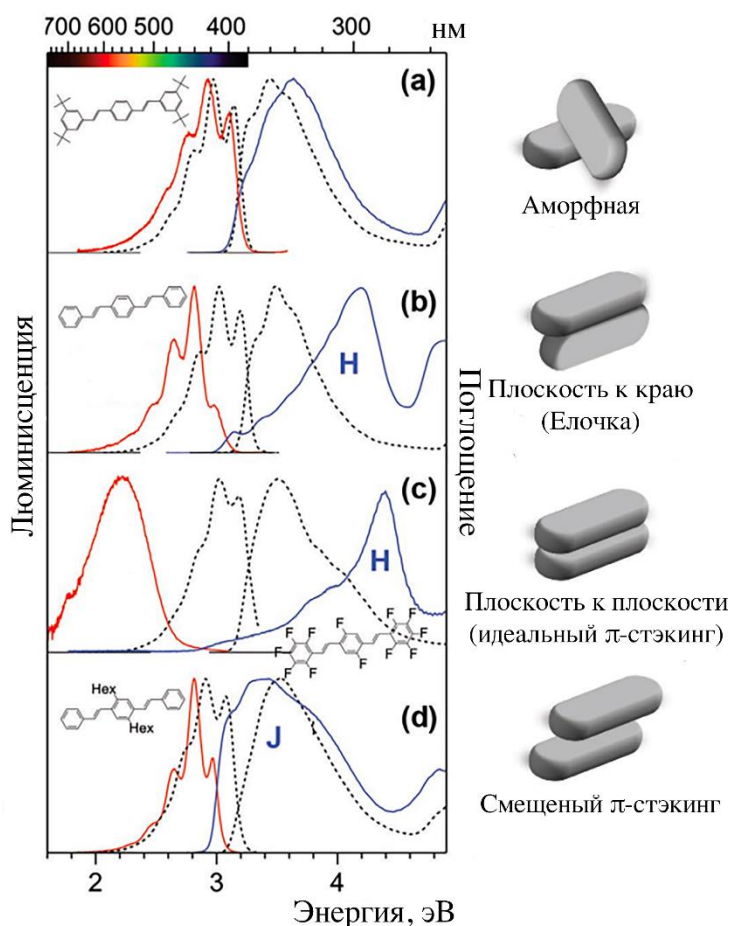 700 600 500 400 300 нм
(a)
Аморфная
(b)
H
Плоскость к краю
(Елочка)
Люминисценция
Поглощение
(c)
H
F F F F F F F F F F F F
Плоскость к плоскости
(идеальный π-стэкинг)
Hex
Hex
(d)
J
Смещеный π-стэкинг
2 3 4
Энергия, эВ